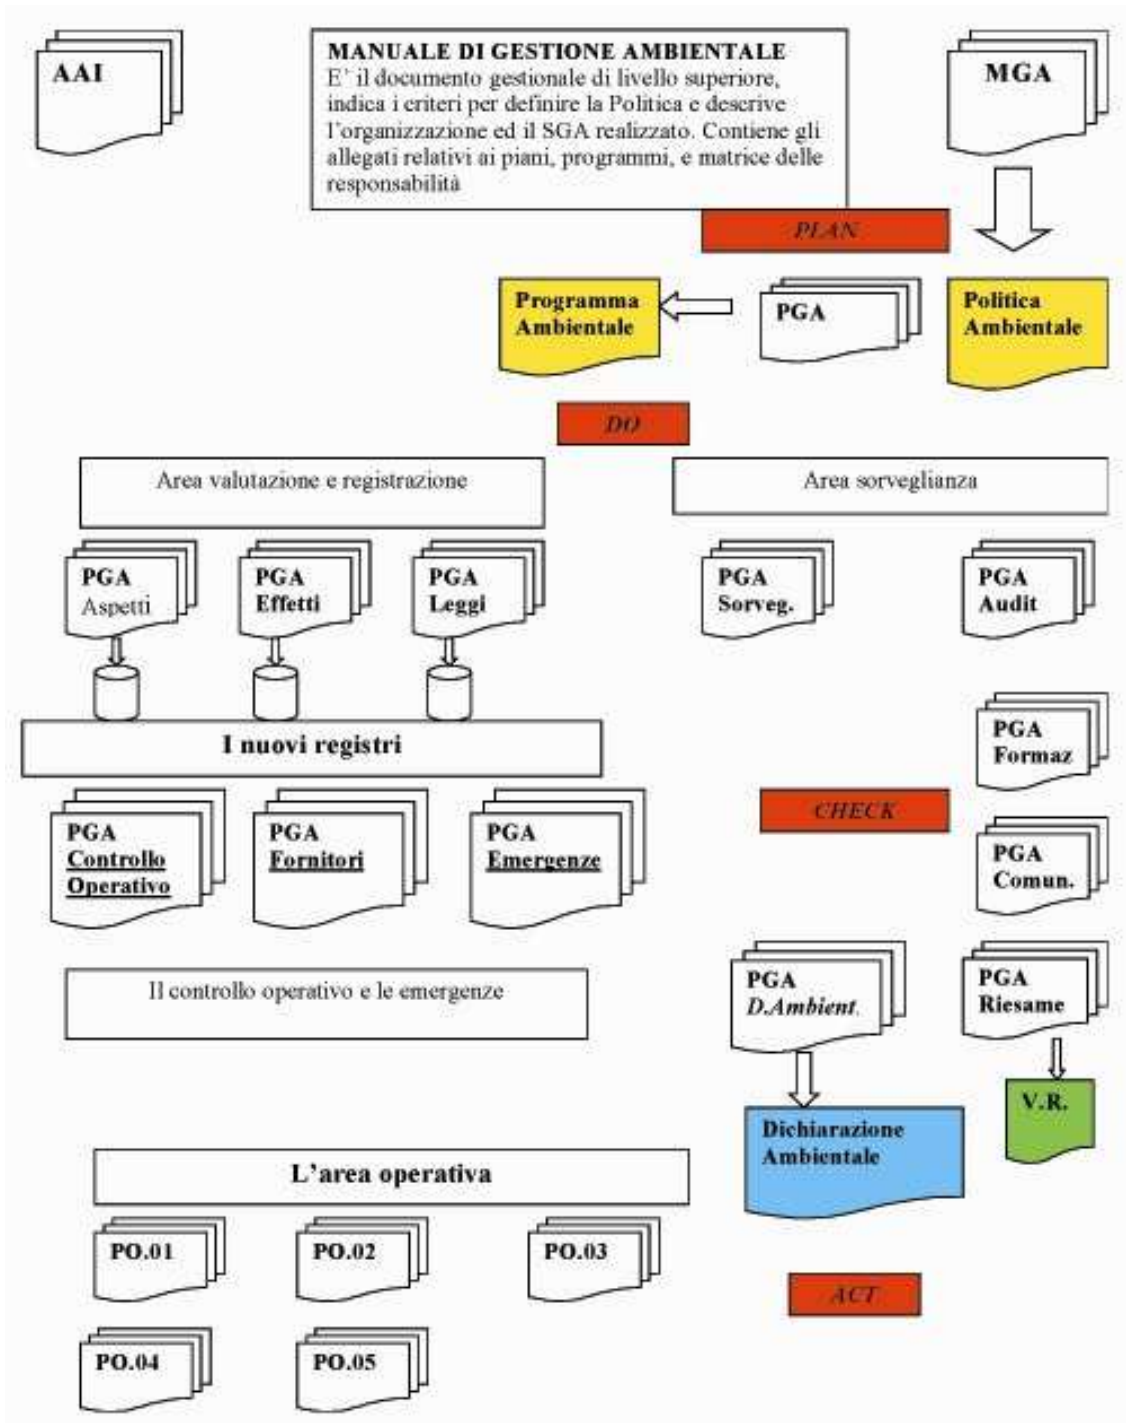 AAI
MANUALE DI GESTIONE AMBIENTALE
E' il documento gestionale di livello superiore,
indica i criteri per definire la Politica e descrive
l'organizzazione ed il SGA realizzato. Contiene gli
allegati relativi ai piani, programmi, e matrice delle
responsabilità
MGA
PLAN
Programma
Ambientale
PGA
Politica
Ambientale
DO
Area valutazione e registrazione
Area sorveglianza
PGA
Aspetti
PGA
Effetti
PGA
Leggi
PGA
Sorveg.
PGA
Audit
I nuovi registri
PGA
Formaz
PGA
Controllo
Operativo
PGA
Fornitori
PGA
Emergenze
CHECK
PGA
Comun.
Il controllo operativo e le emergenze
PGA
D.Ambient.
PGA
Riesame
V.R.
Dichiarazione
Ambientale
L'area operativa
PO.01
PO.02
PO.03
ACT
PO.04
PO.05